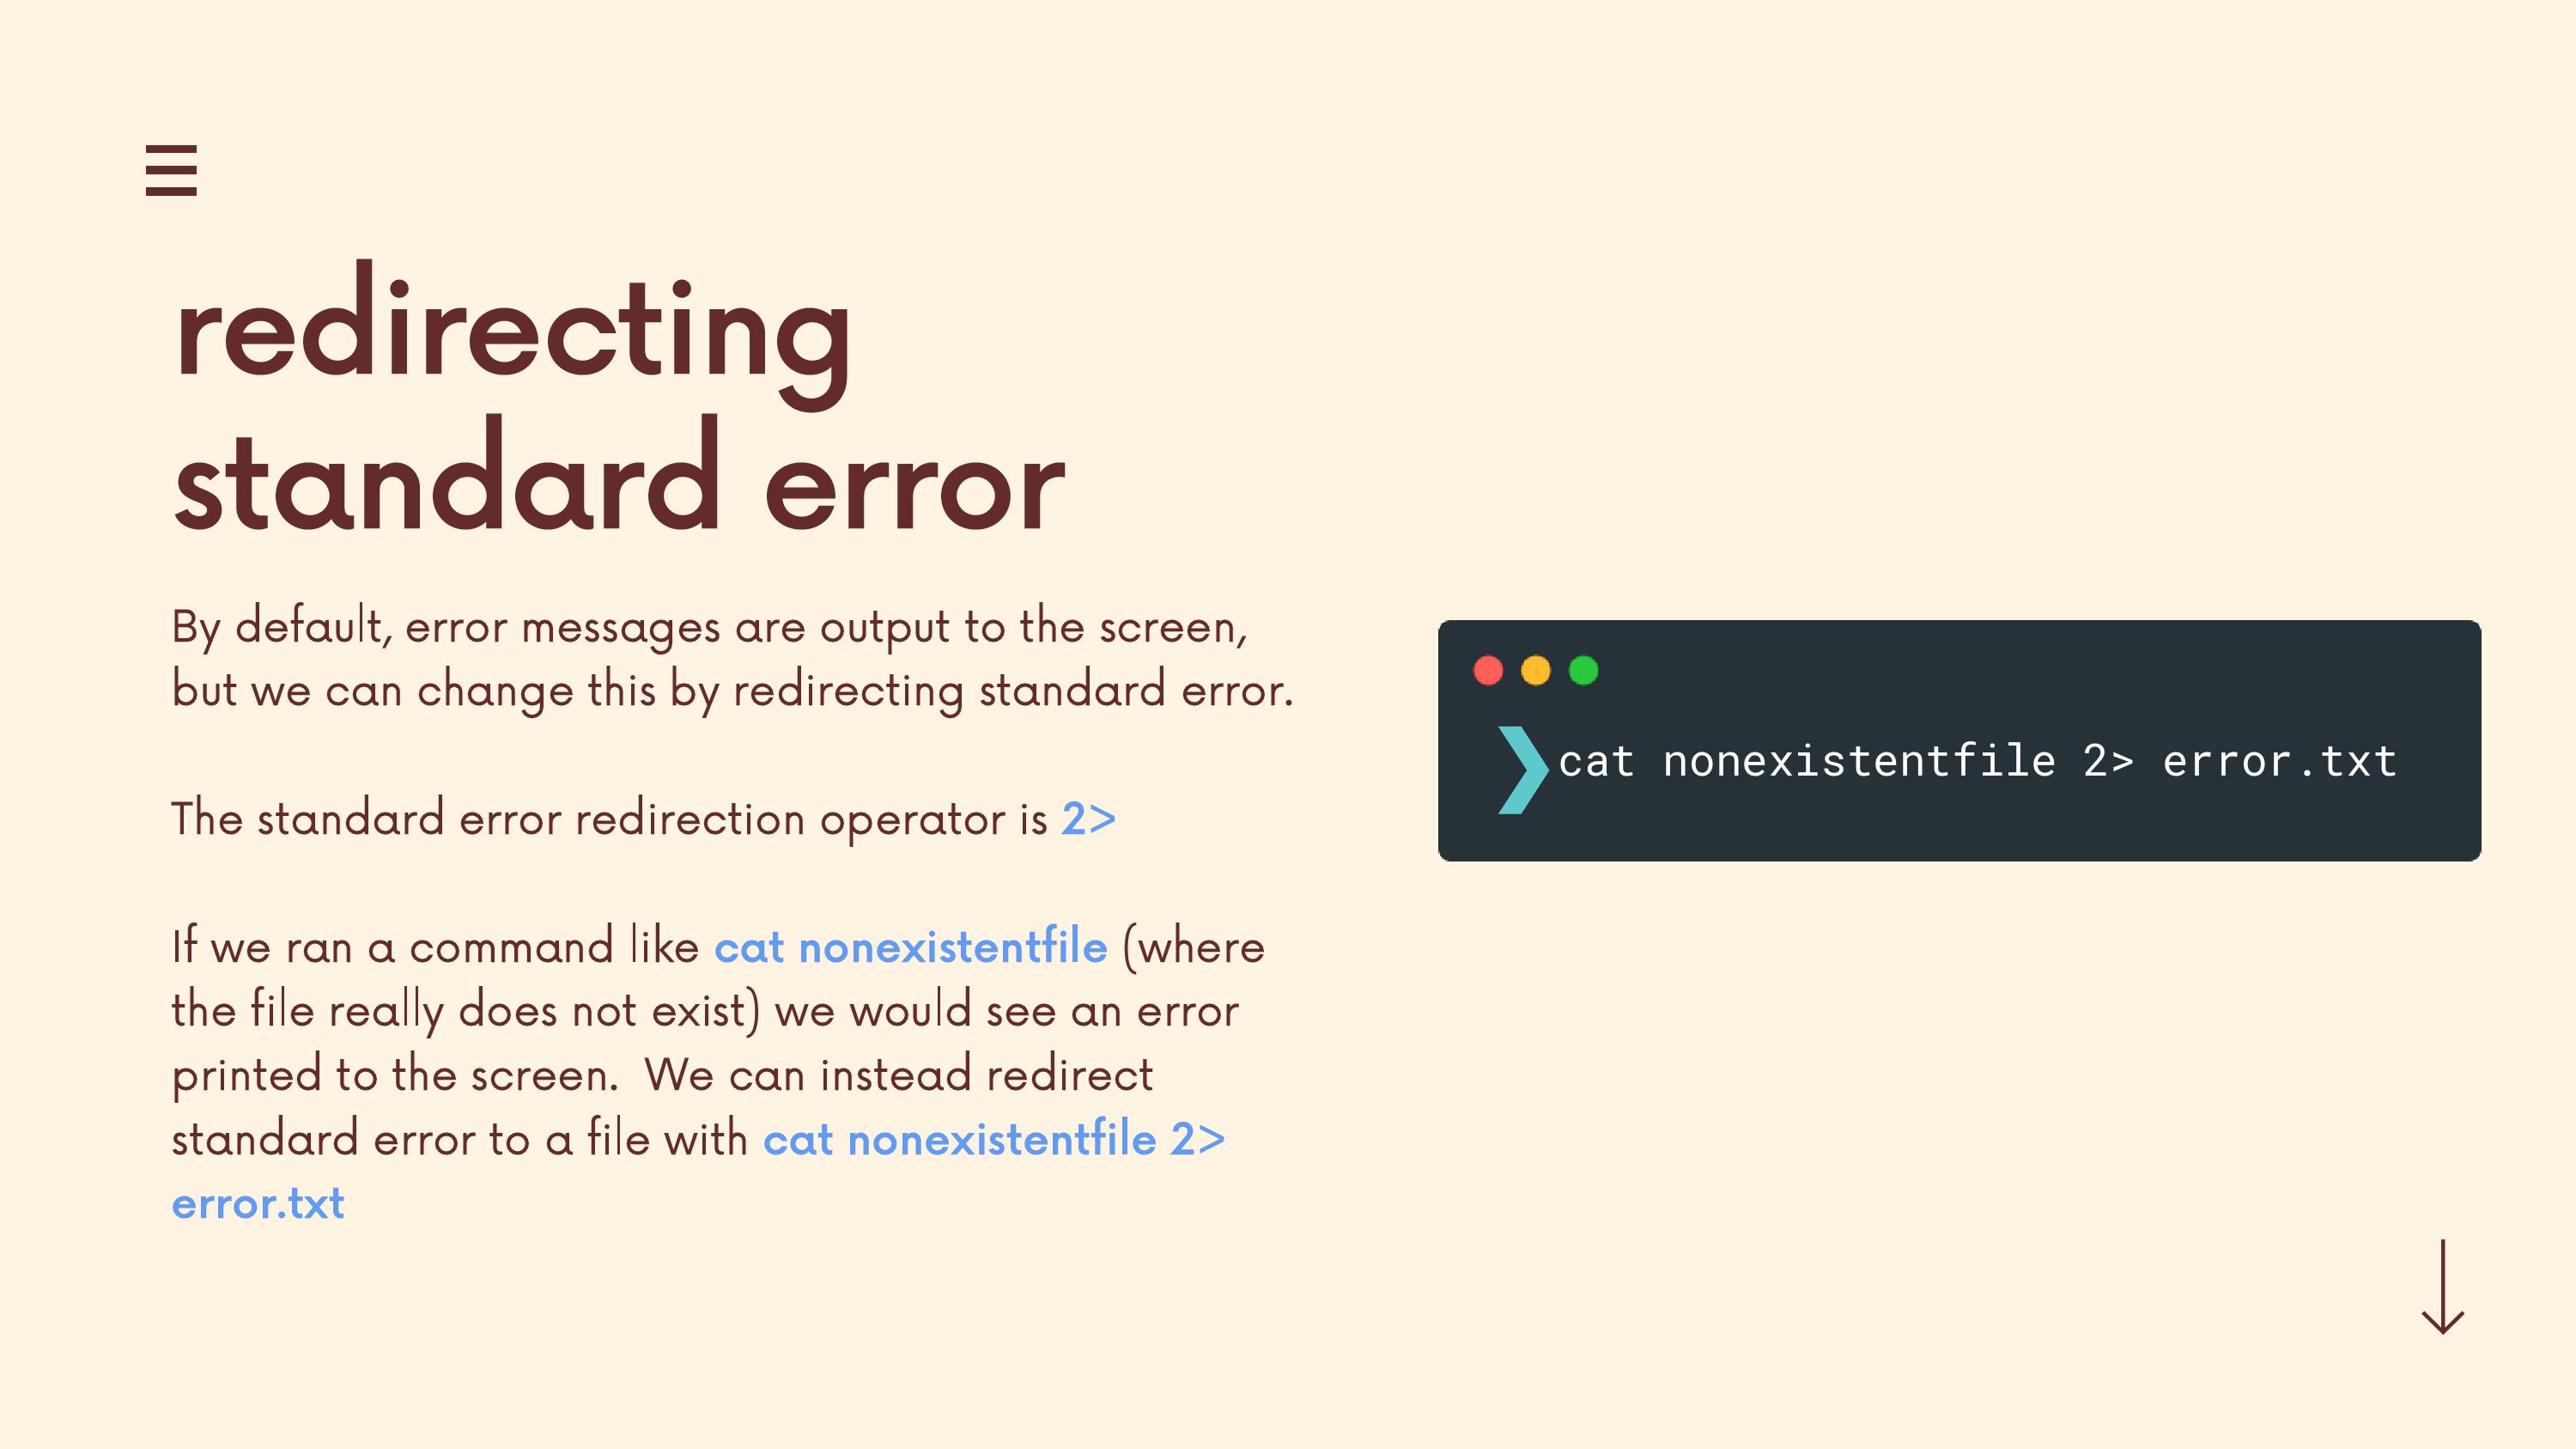 redirecting
standard error
By default, error messages are output to the screen,
but we can change this by redirecting standard error.
The standard error redirection operator is 2>
If we ran a command like cat nonexistentfile (where
the file really does not exist) we would see an error
printed to the screen.  We can instead redirect
standard error to a file with cat nonexistentfile 2>
error.txt
❯cat nonexistentfile 2> error.txt